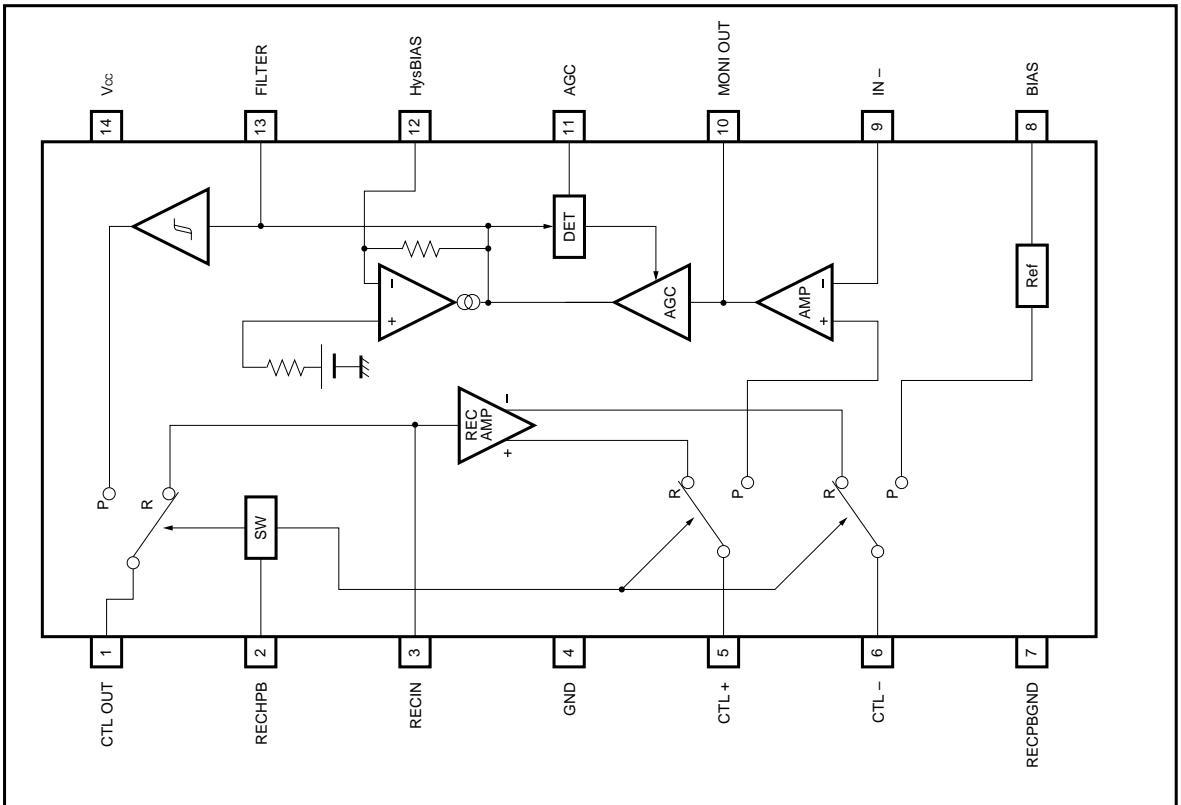 Vcc
FILTER
HysBIAS
AGC
MONI OUT
IN –
BIAS
14
13
12
11
10
9
8
DET
–
+
AGC
AMP
–
+
Ref
REC
AMP
–
+
P
R
SW
R
P
R
P
1
2
3
4
5
6
7
CTL OUT
RECHPB
RECIN
GND
CTL +
CTL –
RECPBGND